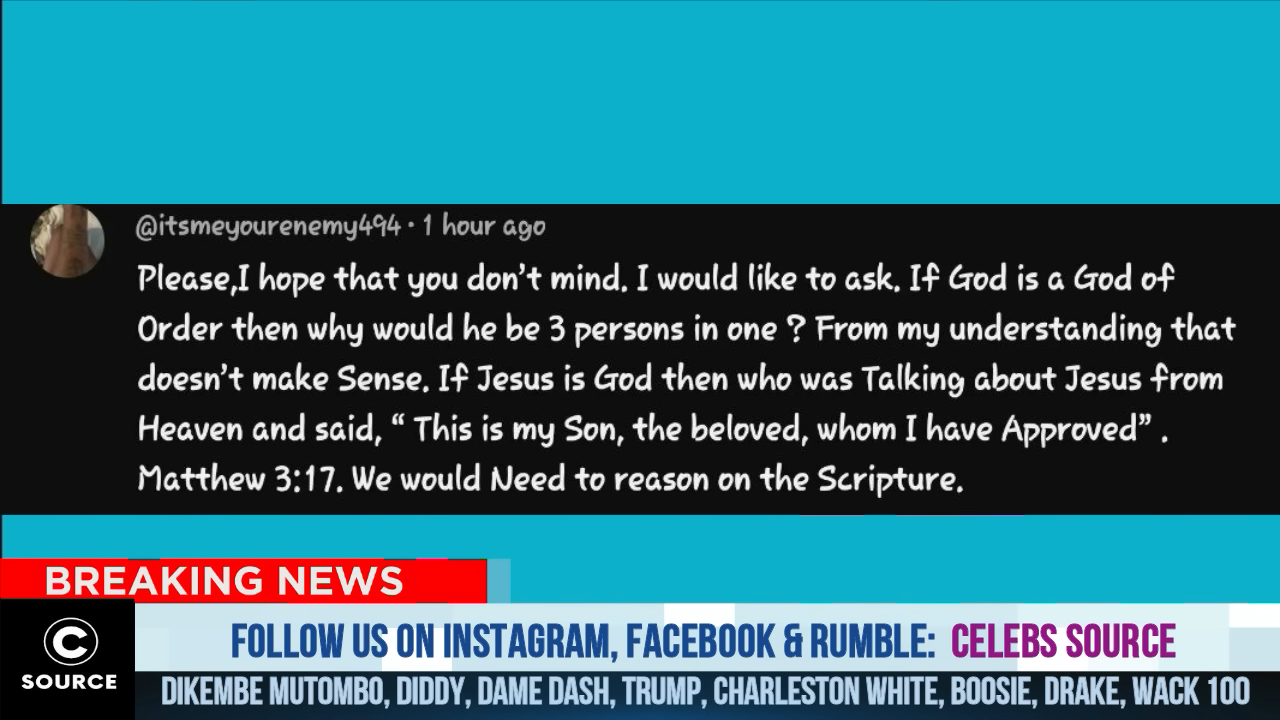 @itsmeyourenemy494 · 1 hour ago
Please,I hope that you don't mind. I would like to ask. If God is a God of
Order then why would he be 3 persons in one ? From my understanding that
doesn't make Sense. If Jesus is God then who was Talking about Jesus from
Heaven and said, “ This is my Son, the beloved, whom I have Approved” .
Matthew 3:17. We would Need to reason on the Scripture.
BREAKING NEWS
C
SOURCE
FOLLOW US ON INSTAGRAM, FACEBOOK & RUMBLE: CELEBS SOURCE
DIKEMBE MUTOMBO, DIDDY, DAME DASH, TRUMP, CHARLESTON WHITE, BOOSIE, DRAKE, WACK 100